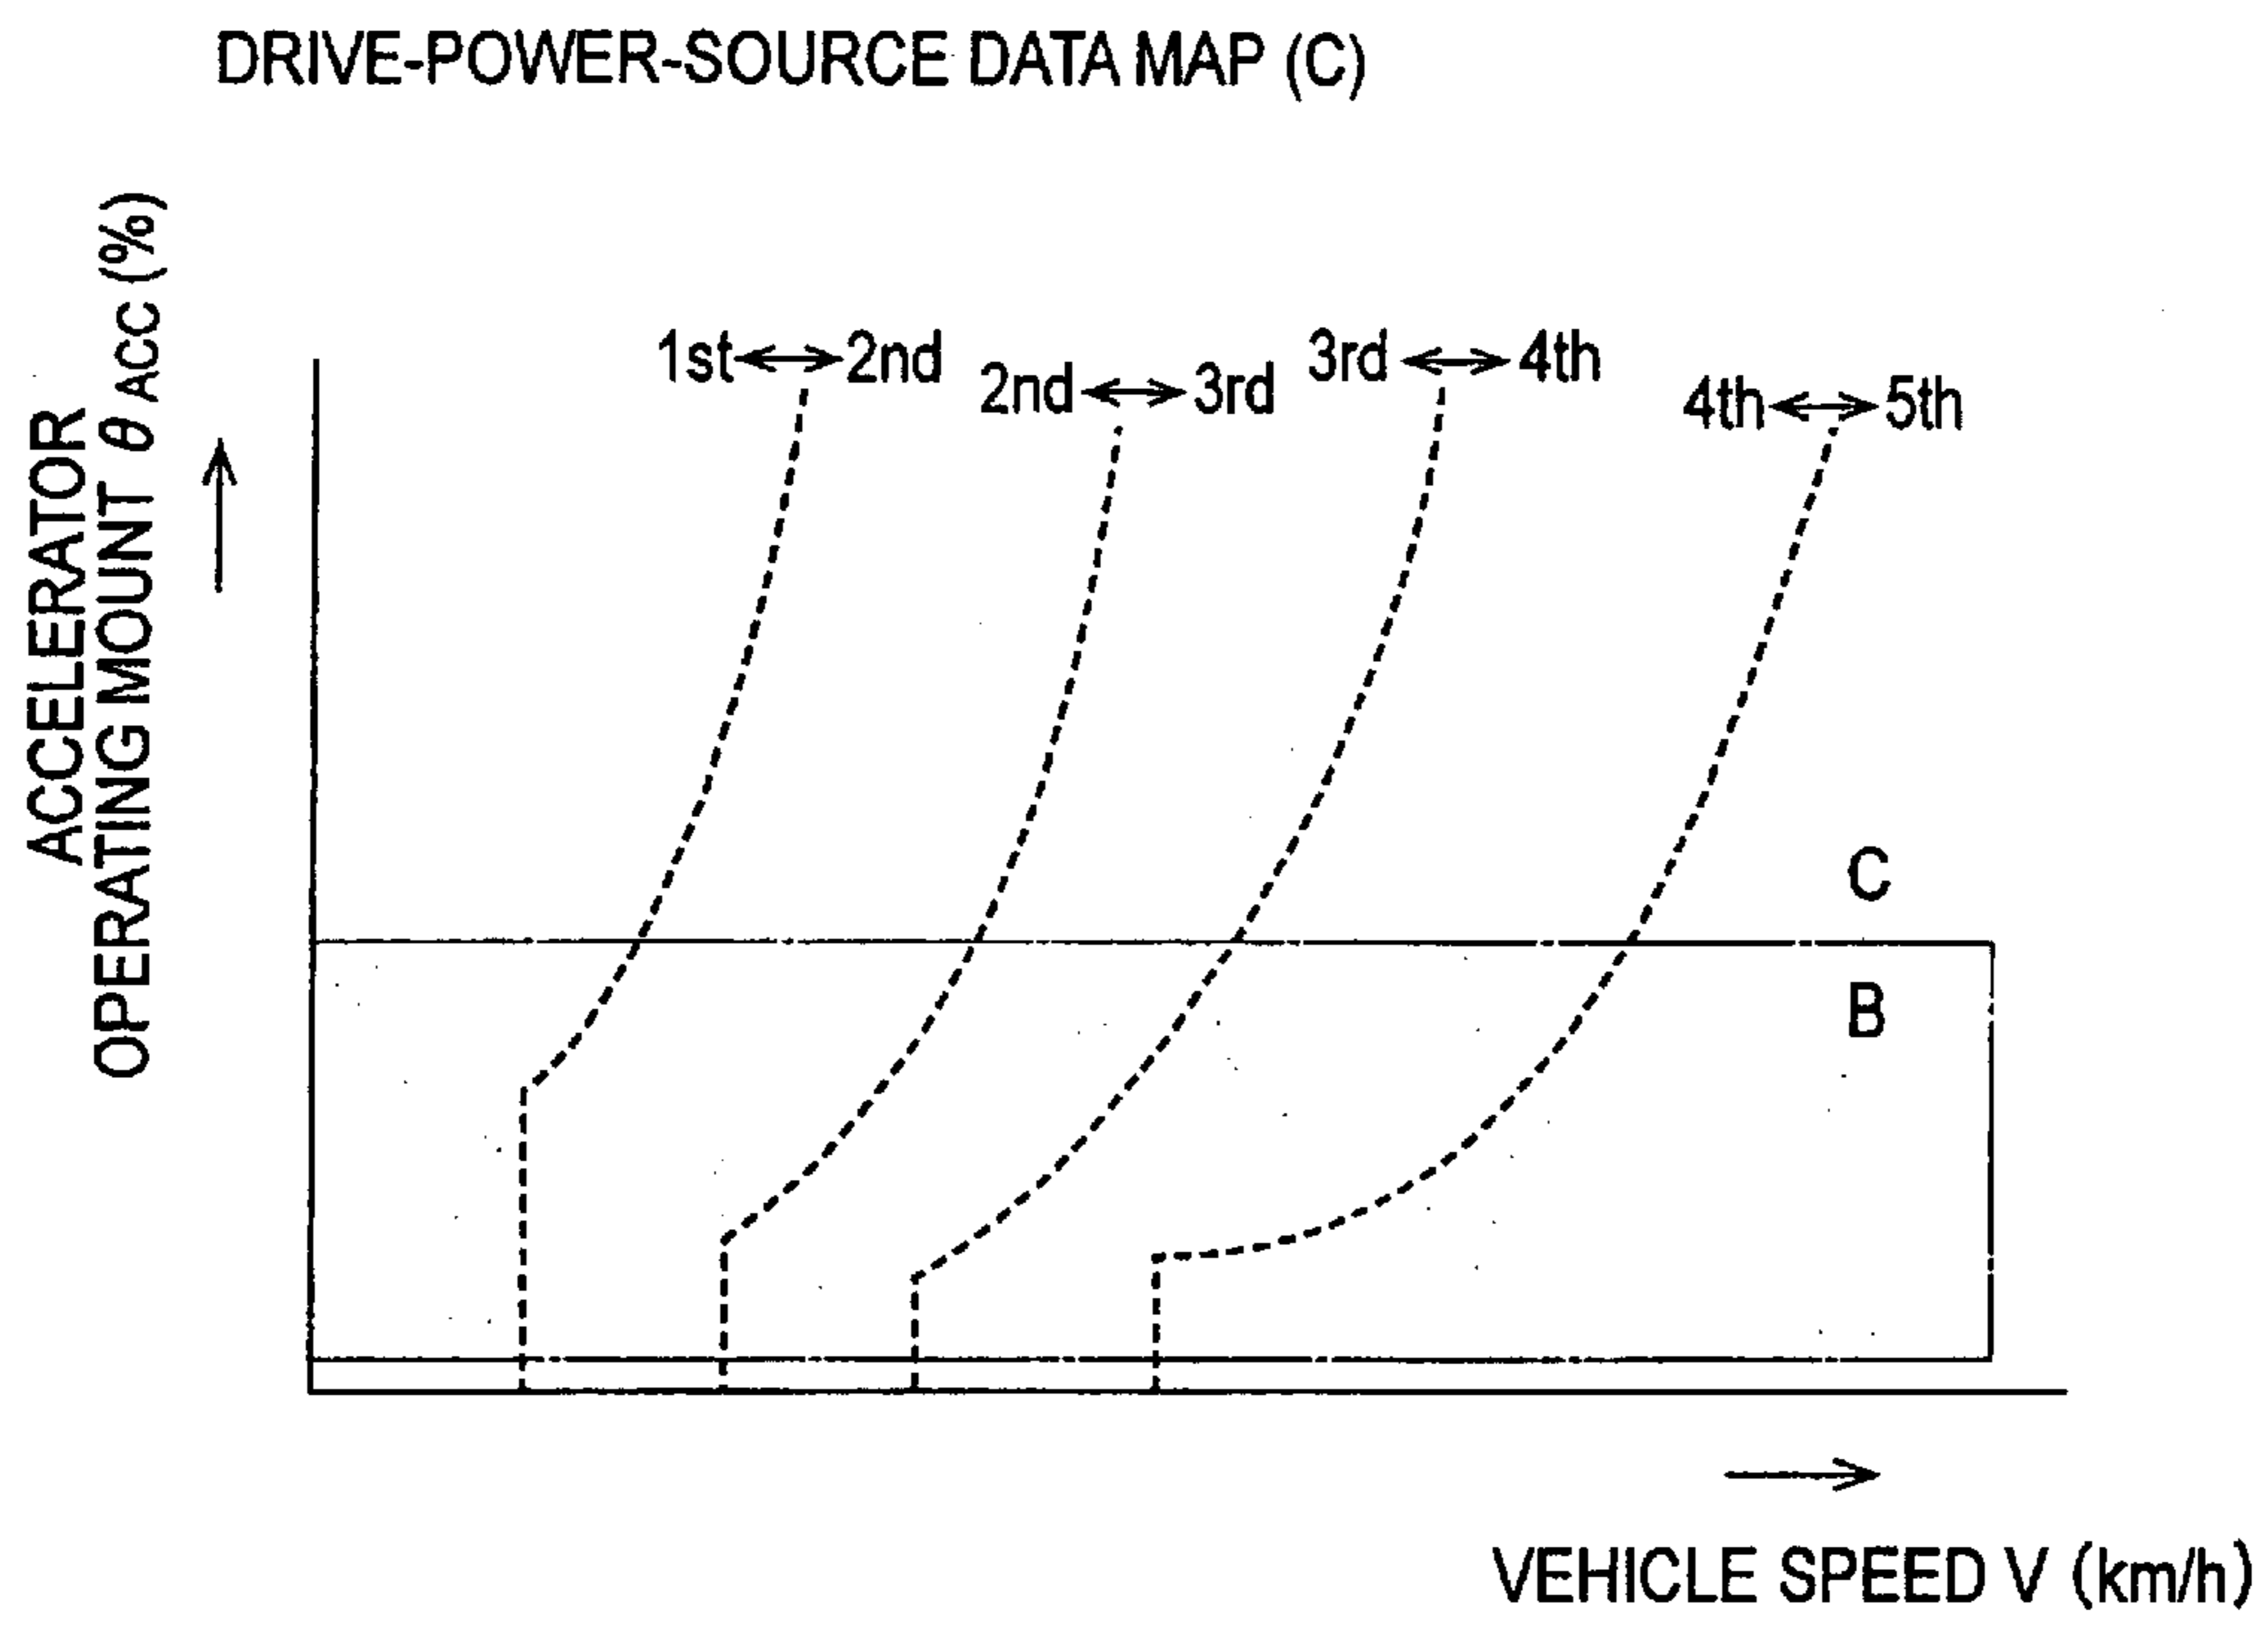 DRIVE-POWER-SOURCE DATA MAP (C)
ACCELERATOR
OPERATING MOUNT θ ACC (%)
1st↔2nd
2nd↔3rd
3rd↔4th
4th↔5th
C
B
VEHICLE SPEED V (km/h)